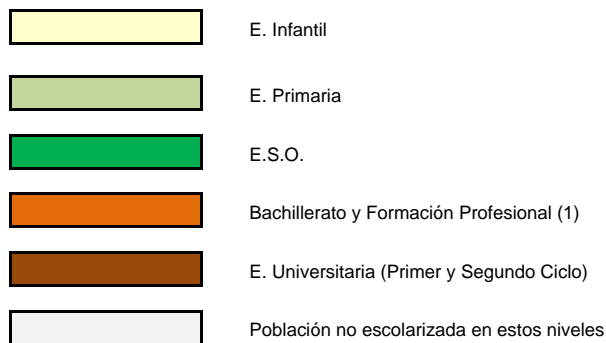 E. Infantil
E. Primaria
E.S.O.
Bachillerato y Formación Profesional (1)
E. Universitaria (Primer y Segundo Ciclo)
Población no escolarizada en estos niveles